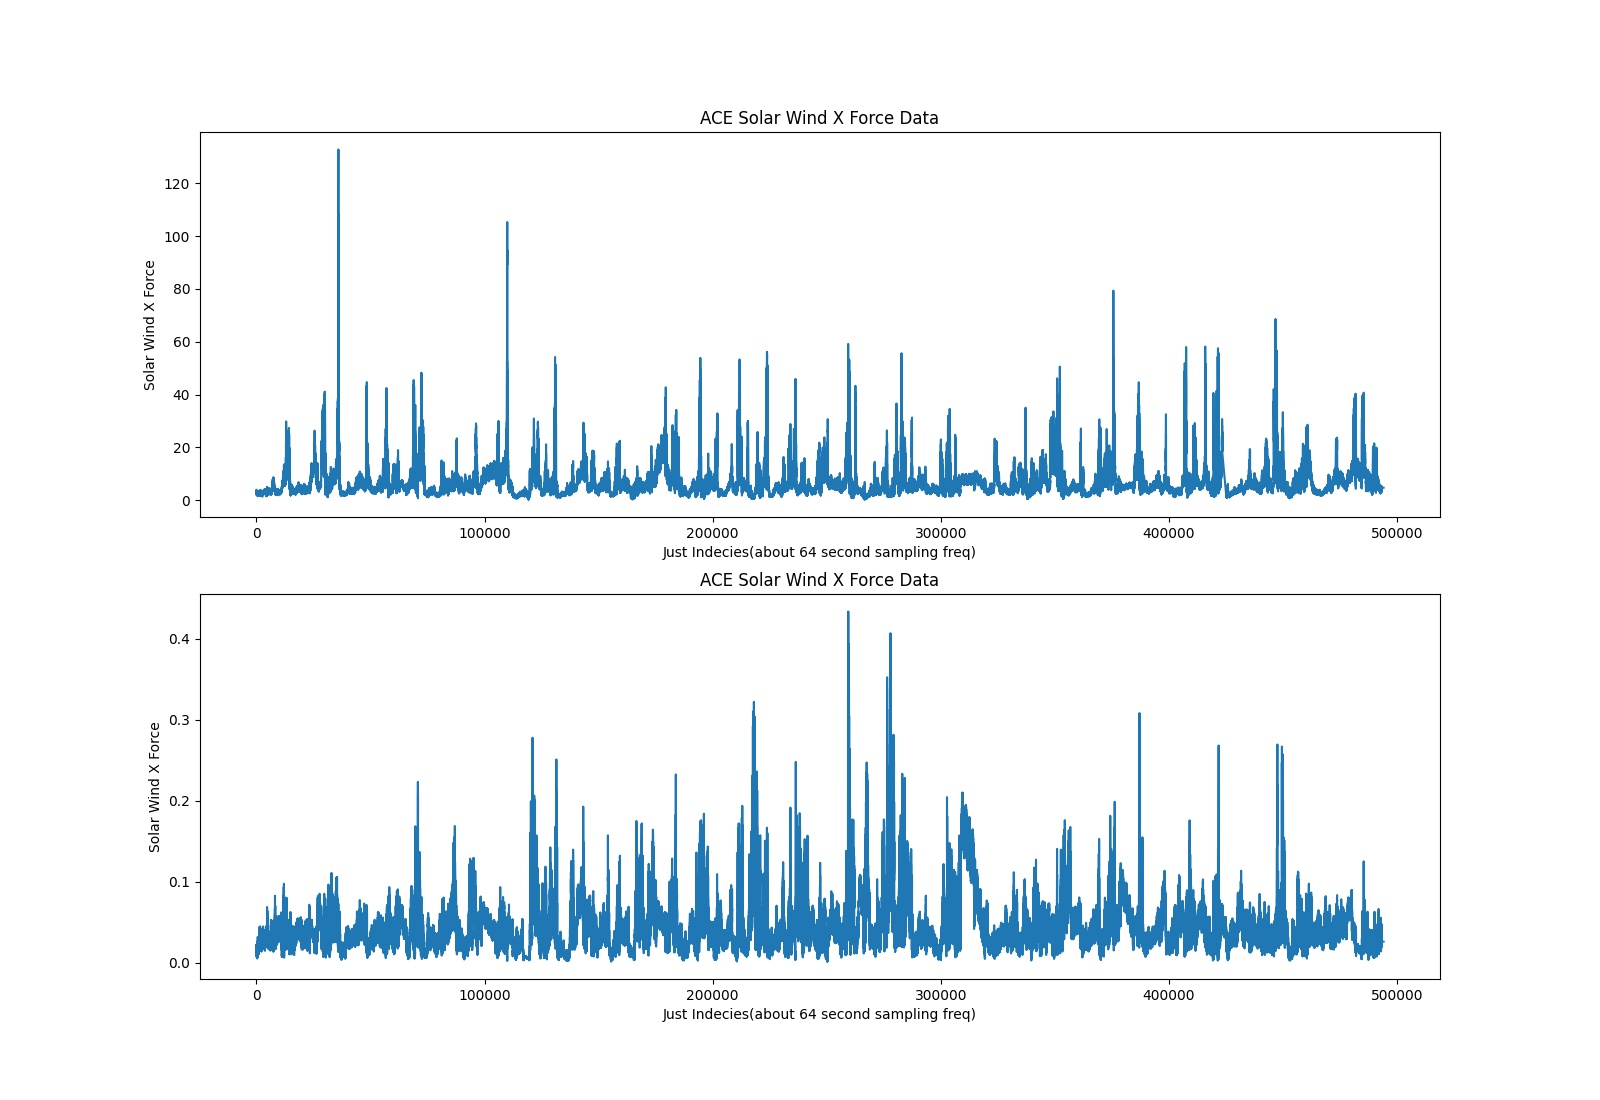 ACE Solar Wind X Force Data
Solar Wind X Force
120
100
80
60
40
20
0
0 100000 200000 300000 400000 500000
Just Indecies(about 64 second sampling freq)
ACE Solar Wind X Force Data
Solar Wind X Force
0.4
0.3
0.2
0.1
0.0
0 100000 200000 300000 400000 500000
Just Indecies(about 64 second sampling freq)